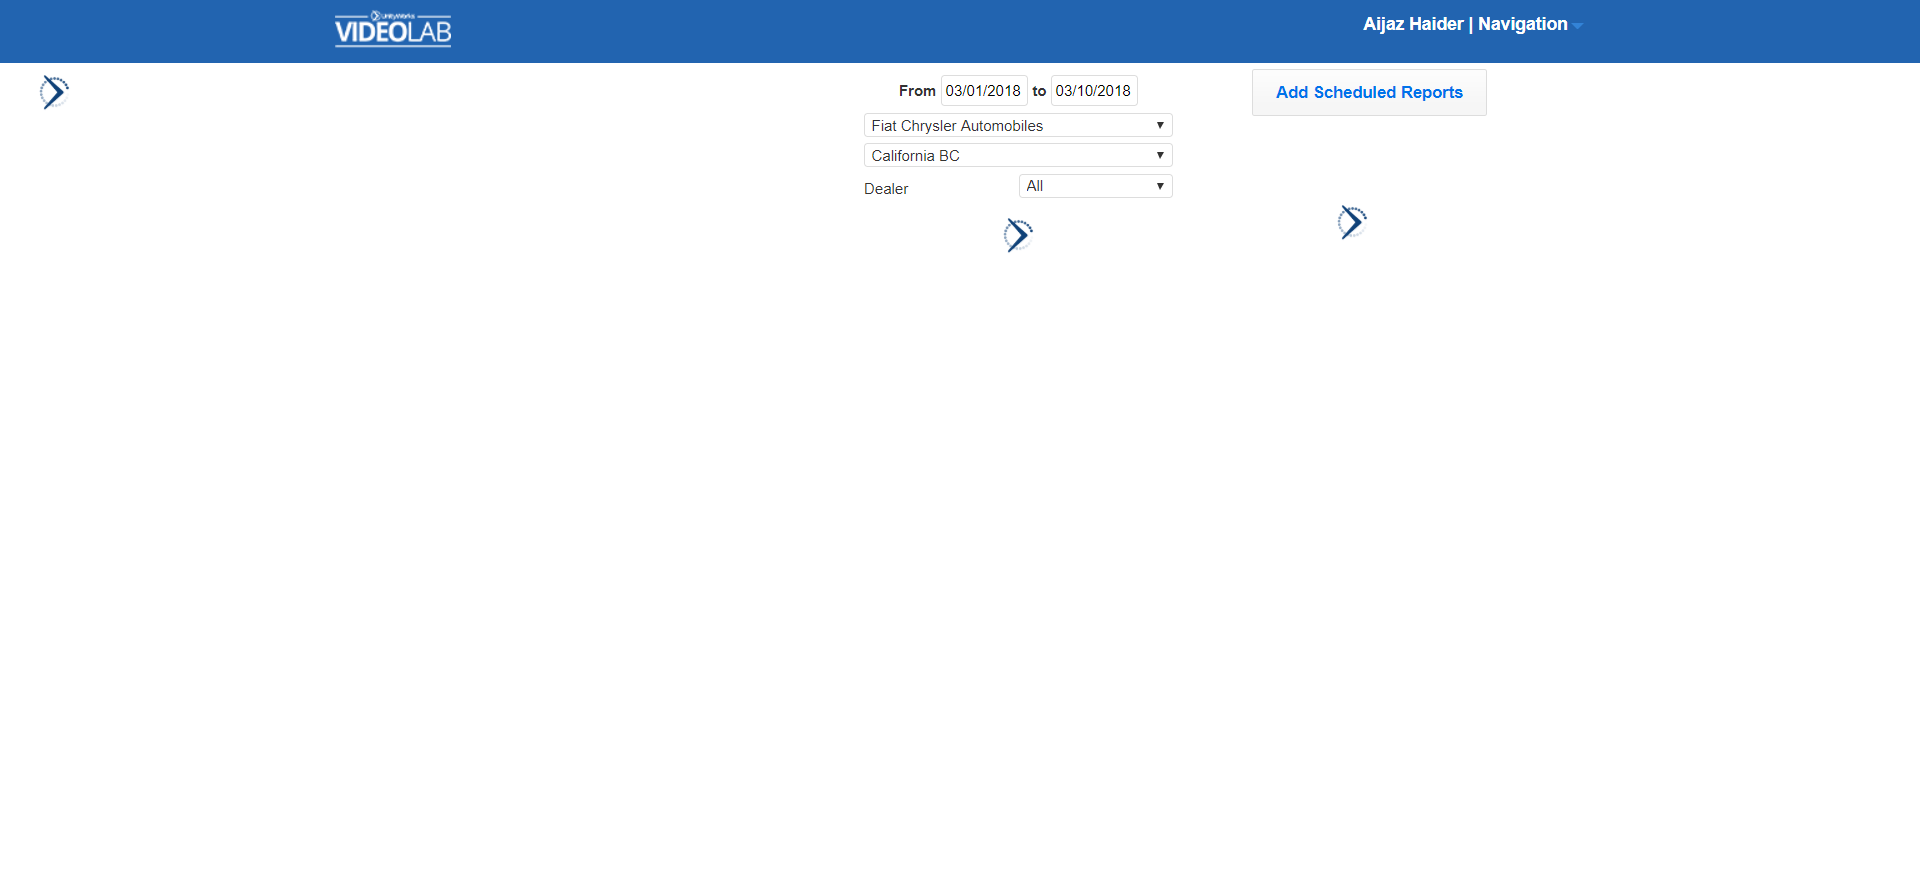 UnityWorks
VIDEOLAB
Aijaz Haider | Navigation
From 03/01/2018 to 03/10/2018
Add Scheduled Reports
Fiat Chrysler Automobiles
California BC
Dealer
All